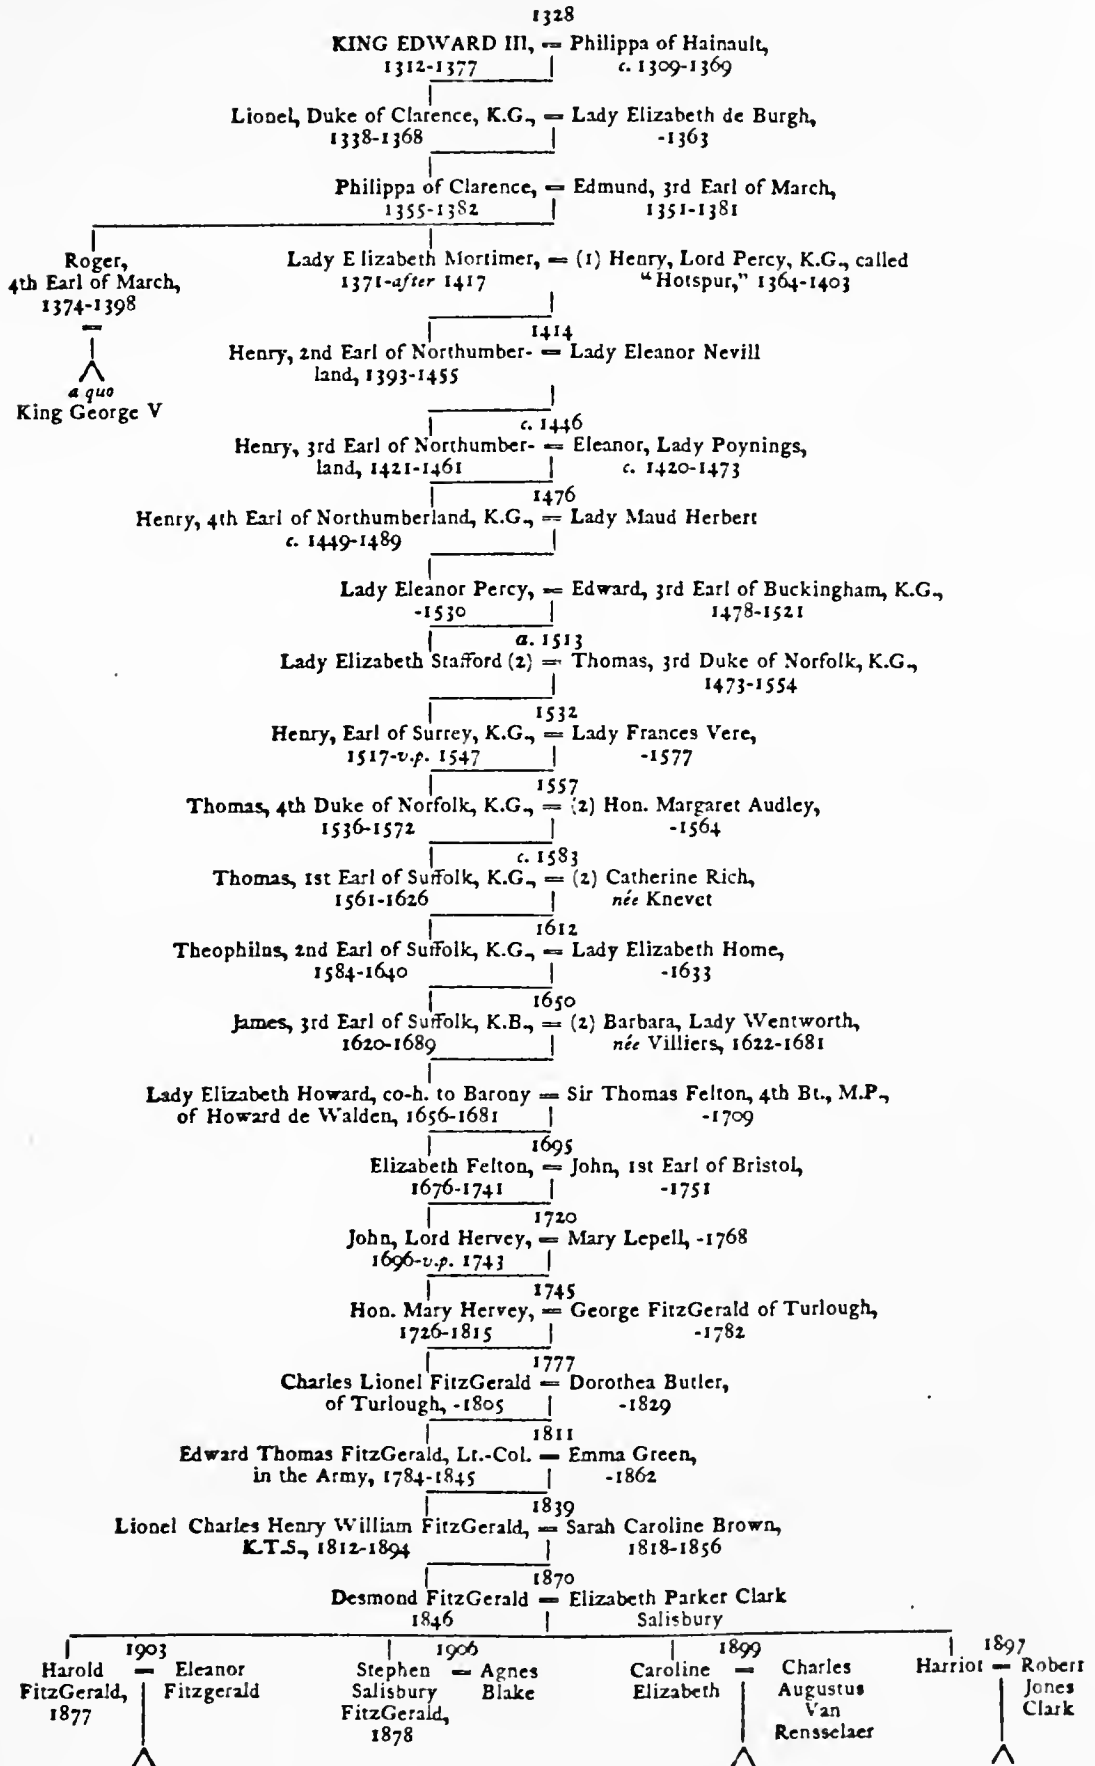 1328
KING EDWARD III, = Philippa of Hainault,
1312-1377 c. 1309-1369
Lionel, Duke of Clarence, K.G., = Lady Elizabeth de Burgh,
1338-1368 -1363
Philippa of Clarence, = Edmund, 3rd Earl of March,
1355-1382 1351-1381
Roger,
4th Earl of March,
1374-1398
=
a quo
King George V
Lady Elizabeth Mortimer, = (1) Henry, Lord Percy, K.G., called
1371-after 1417 "Hotspur," 1364-1403
1414
Henry, 2nd Earl of Northumber- = Lady Eleanor Nevill
land, 1393-1455
c. 1446
Henry, 3rd Earl of Northumber- = Eleanor, Lady Poynings,
land, 1421-1461 c. 1420-1473
1476
Henry, 4th Earl of Northumberland, K.G., = Lady Maud Herbert
c. 1449-1489
Lady Eleanor Percy, = Edward, 3rd Earl of Buckingham, K.G.,
-1530 1478-1521
a. 1513
Lady Elizabeth Stafford (2) = Thomas, 3rd Duke of Norfolk, K.G.,
1473-1554
1532
Henry, Earl of Surrey, K.G., = Lady Frances Vere,
1517-v.p. 1547 -1577
1557
Thomas, 4th Duke of Norfolk, K.G., = (2) Hon. Margaret Audley,
1536-1572 -1564
c. 1583
Thomas, 1st Earl of Suffolk, K.G., = (2) Catherine Rich,
1561-1626 née Knevet
1612
Theophilus, 2nd Earl of Suffolk, K.G., = Lady Elizabeth Home,
1584-1640 -1633
1650
James, 3rd Earl of Suffolk, K.B., = (2) Barbara, Lady Wentworth,
1620-1689 née Villiers, 1622-1681
Lady Elizabeth Howard, co-h. to Barony = Sir Thomas Felton, 4th Bt., M.P.,
of Howard de Walden, 1656-1681 -1709
1695
Elizabeth Felton, = John, 1st Earl of Bristol,
1676-1741 -1751
1720
John, Lord Hervey, = Mary Lepell, -1768
1696-v.p. 1743
1745
Hon. Mary Hervey, = George FitzGerald of Turlough,
1726-1815 -1782
1777
Charles Lionel FitzGerald = Dorothea Butler,
of Turlough, -1805 -1829
1811
Edward Thomas FitzGerald, Lt.-Col. = Emma Green,
in the Army, 1784-1845 -1862
1839
Lionel Charles Henry William FitzGerald, = Sarah Caroline Brown,
K.T.S., 1812-1894 1818-1856
1870
Desmond FitzGerald = Elizabeth Parker Clark
1846 Salisbury
1903
Harold = Eleanor
FitzGerald, Fitzgerald
1877
1906
Stephen = Agnes
Salisbury Blake
FitzGerald,
1878
1899
Caroline = Charles
Elizabeth Augustus
Van
Rensselaer
1897
Harriot = Robert
Jones
Clark